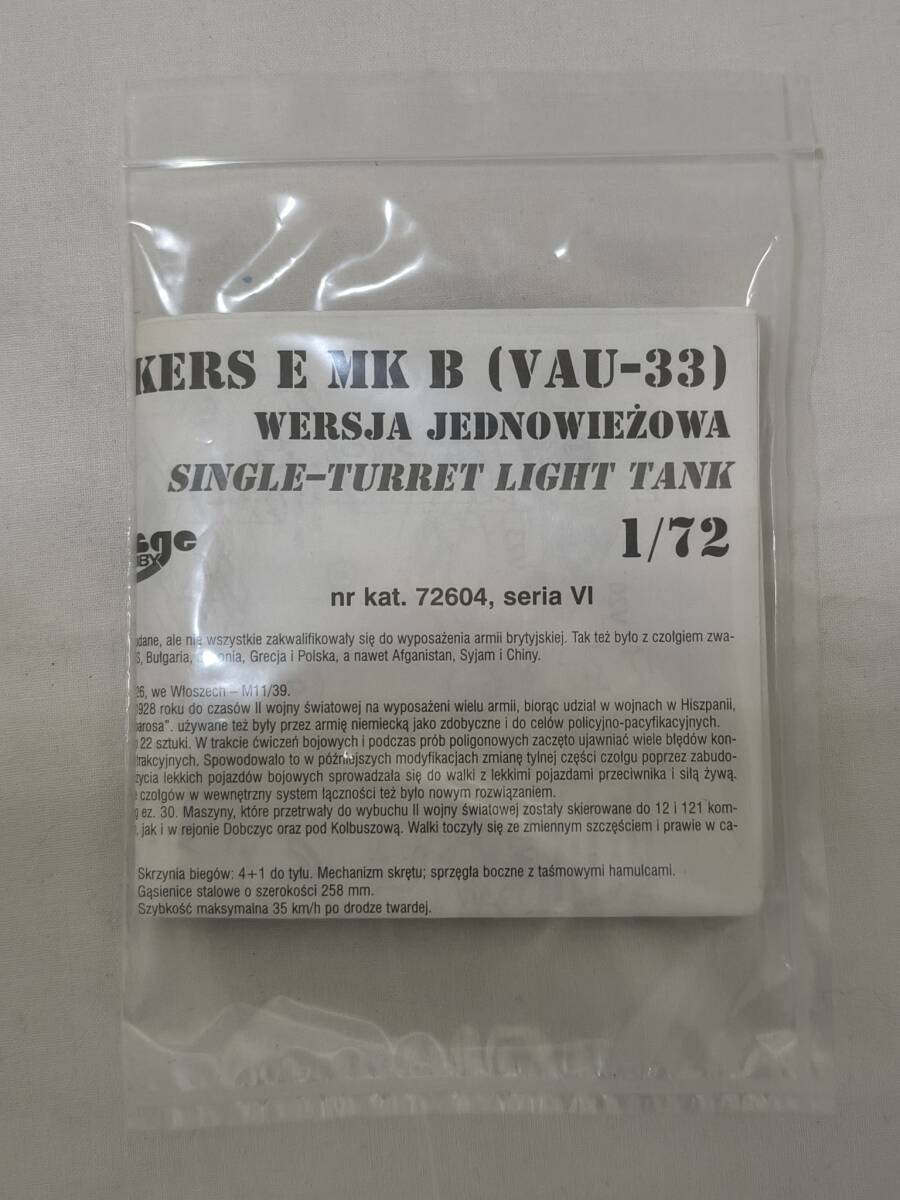 KERS E MK B (VAU-33)
WERSJA JEDNOWIEŻOWA
SINGLE-TURRET LIGHT TANK
1/72
nr kat. 72604, seria VI
ale nie wszystkie zakwalifikowały się do wyposażenia armii brytyjskiej. Tak też było z czołgiem zwa-
Bułgaria, Grecja i Polska, a nawet Afganistan, Syjam i Chiny.
26, we Włoszech – M11/39.
928 roku do czasów II wojny światowej na wyposażeni wielu armii, biorąc udział w wojnach w Hiszpanii,
arosa". używane też były przez armię niemiecką jako zdobyczne i do celów policyjno-pacyfikacyjnych.
22 sztuki. W trakcie ćwiczeń bojowych i podczas prób poligonowych zaczęto ujawniać wiele błędów kon-
trakcyjnych. Spowodowało to w późniejszych modyfikacjach zmianę tylnej części czołgu poprzez zabudo-
życia lekkich pojazdów bojowych sprowadzała się do walki z lekkimi pojazdami przeciwnika i siłą żywą.
czołgów w wewnętrzny system łączności też było nowym rozwiązaniem.
ez. 30. Maszyny, które przetrwały do wybuchu II wojny światowej zostały skierowane do 12 i 121 kom-
jak i w rejonie Dobczyc oraz pod Kolbuszową. Walki toczyły się ze zmiennym szczęściem i prawie w ca-
Skrzynia biegów: 4+1 do tyłu. Mechanizm skrętu; sprzęgła boczne z taśmowymi hamulcami.
Gąsienice stalowe o szerokości 258 mm.
Szybkość maksymalna 35 km/h po drodze twardej.